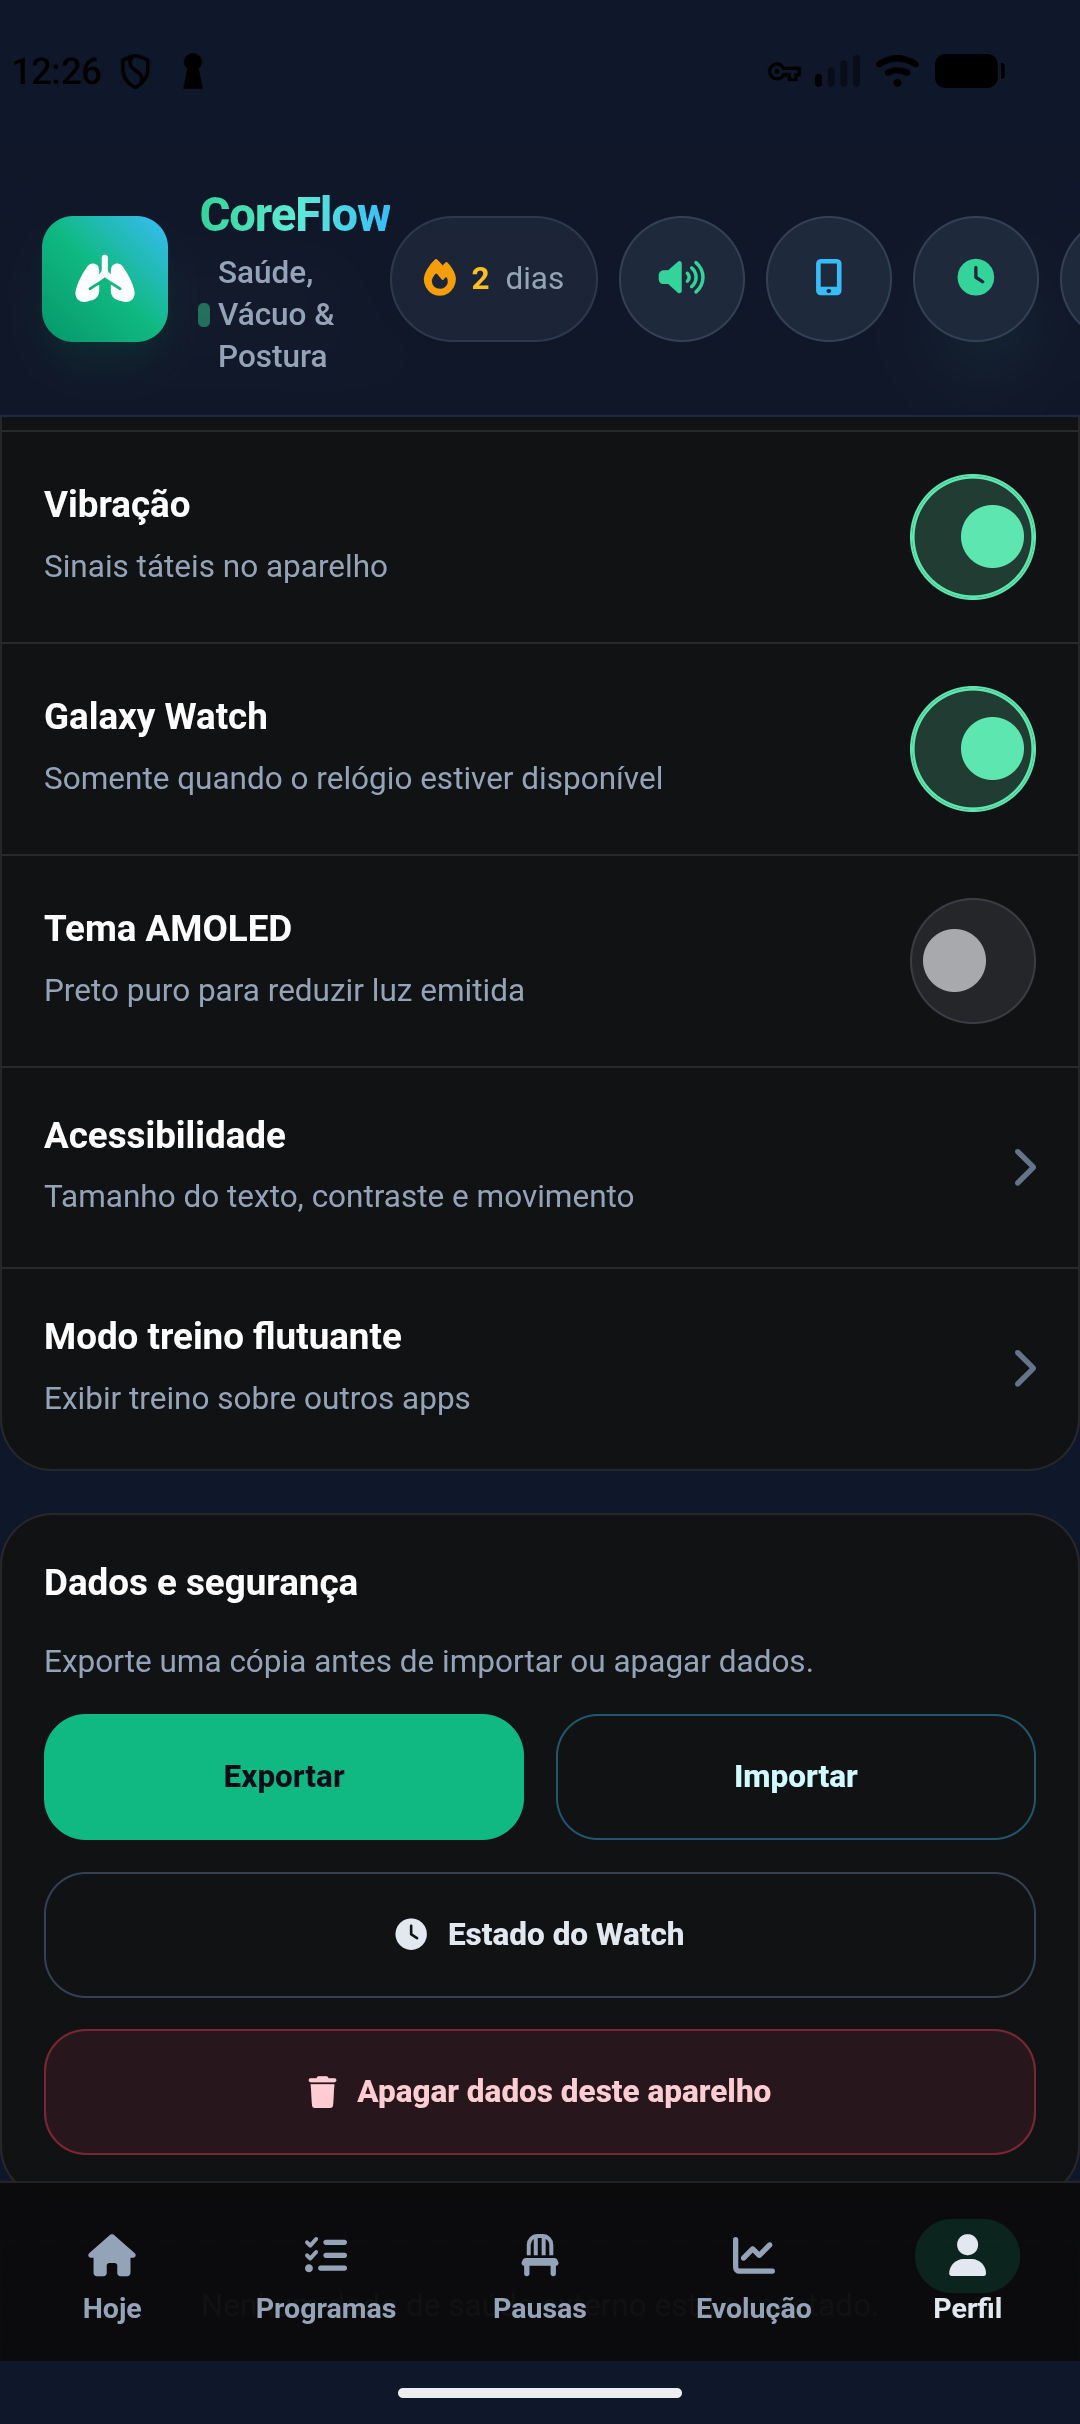 12:26
CoreFlow
Saúde,
Vácuo &
Postura
2 dias
Vibração
Sinais táteis no aparelho
Galaxy Watch
Somente quando o relógio estiver disponível
Tema AMOLED
Preto puro para reduzir luz emitida
Acessibilidade
Tamanho do texto, contraste e movimento
Modo treino flutuante
Exibir treino sobre outros apps
Dados e segurança
Exporte uma cópia antes de importar ou apagar dados.
Exportar
Importar
Estado do Watch
Apagar dados deste aparelho
Hoje
Programas
Pausas
Evolução
Perfil